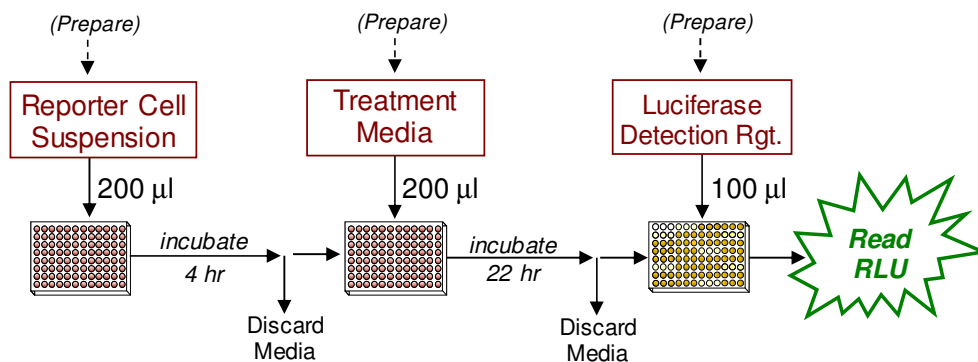 (Prepare)
(Prepare)
(Prepare)
Reporter Cell
Suspension
Treatment
Media
Luciferase
Detection Rgt.
200 μl
200 μl
100 μl
incubate
4 hr
incubate
22 hr
Read
RLU
Discard
Media
Discard
Media